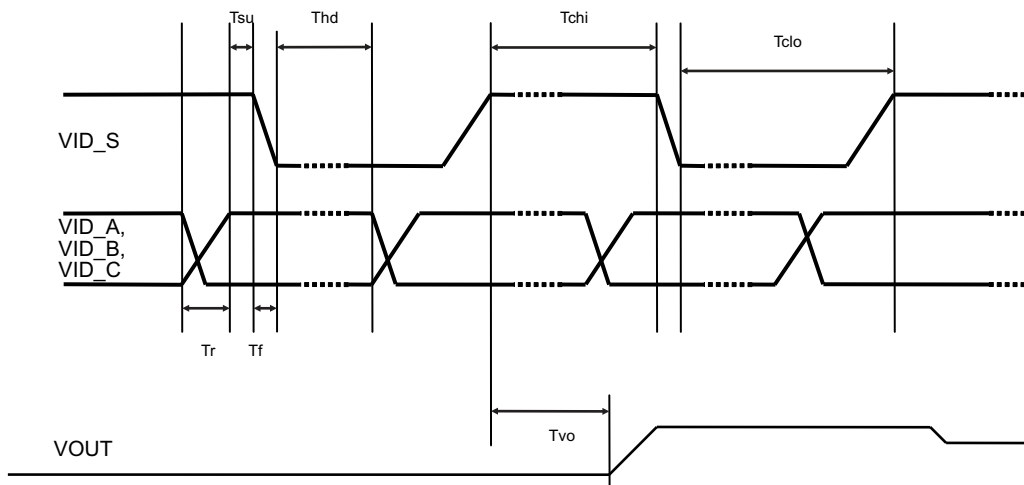 Tsu
Thd
Tchi
Tclo
VID_S
VID_A,
VID_B,
VID_C
Tr
Tf
Tvo
VOUT